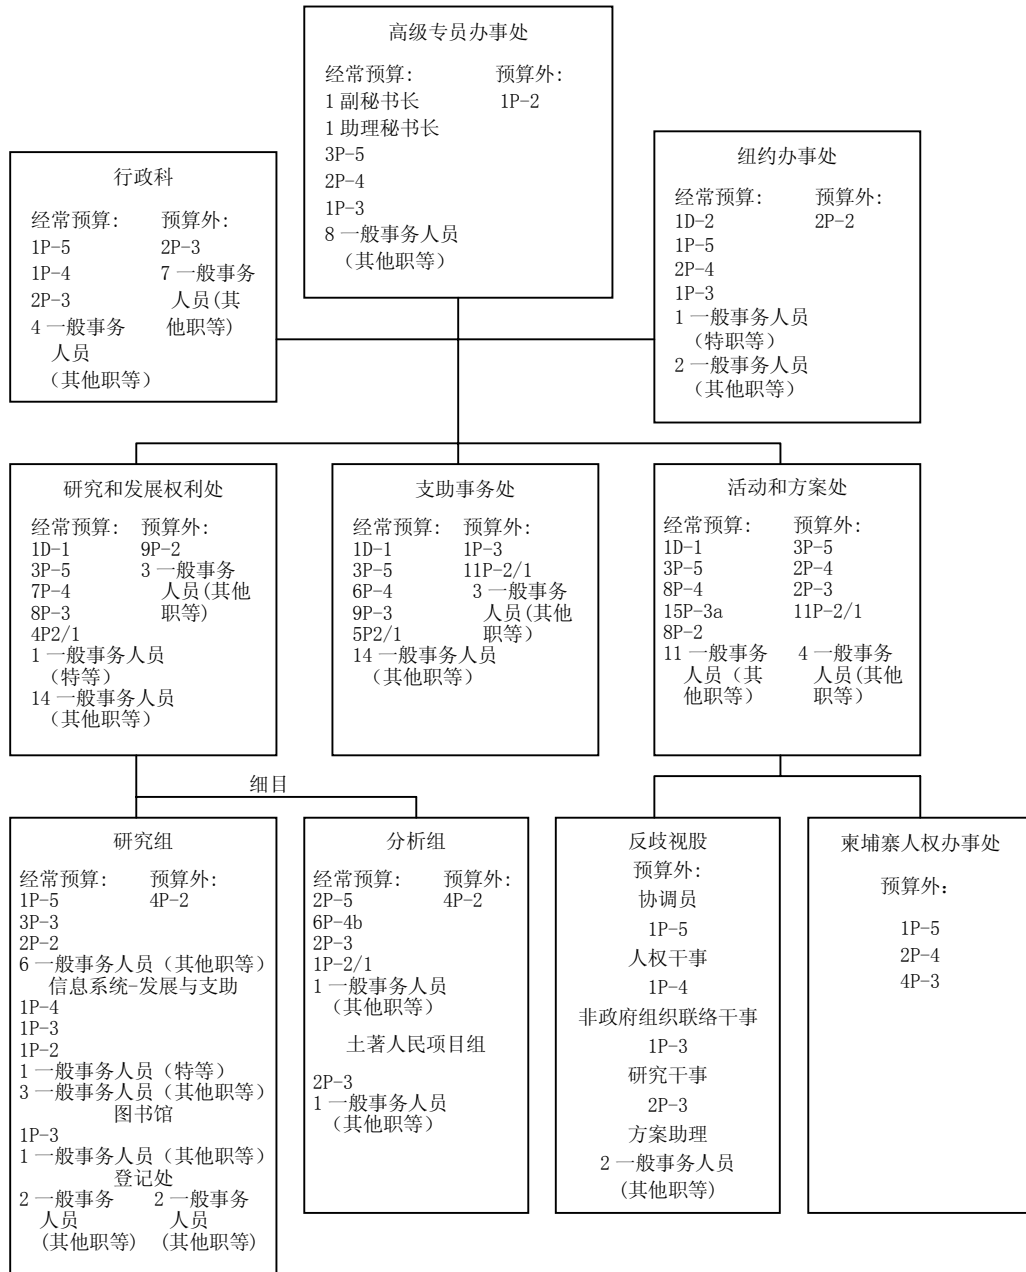 高级专员办事处
经常预算: 预算外:
1 副秘书长 1P-2
1 助理秘书长
3P-5
2P-4
1P-3
8 一般事务人员
（其他职等）
行政科
经常预算: 预算外:
1P-5 2P-3
1P-4 7 一般事务
2P-3 人员(其
4 一般事务 他职等)
人员
（其他职等）
纽约办事处
经常预算: 预算外:
1D-2 2P-2
1P-5
2P-4
1P-3
1 一般事务人员
（特职等）
2 一般事务人员
（其他职等）
研究和发展权利处
经常预算: 预算外:
1D-1 9P-2
3P-5 3 一般事务
7P-4 人员(其他
8P-3 职等)
4P2/1
1 一般事务人员
（特等）
14 一般事务人员
（其他职等）
支助事务处
经常预算: 预算外:
1D-1 1P-3
3P-5 11P-2/1
6P-4 3 一般事务
9P-3 人员(其他
5P2/1 职等）
14 一般事务人员
（其他职等）
活动和方案处
经常预算: 预算外:
1D-1 3P-5
3P-5 2P-4
8P-4 2P-3
15P-3a 11P-2/1
8P-2
11 一般事务 4 一般事务
人员（其 人员(其他
他职等） 职等）
细目
研究组
经常预算: 预算外:
1P-5 4P-2
3P-3
2P-2
6 一般事务人员（其他职等）
信息系统-发展与支助
1P-4
1P-3
1P-2
1 一般事务人员（特等）
3 一般事务人员（其他职等）
图书馆
1P-3
1 一般事务人员（其他职等）
登记处
2 一般事务 2 一般事务
人员 人员
(其他职等) (其他职等)
分析组
经常预算: 预算外:
2P-5 4P-2
6P-4b
2P-3
1P-2/1
1 一般事务人员
（其他职等）
土著人民项目组
2P-3
1 一般事务人员
（其他职等）
反歧视股
预算外:
协调员
1P-5
人权干事
1P-4
非政府组织联络干事
1P-3
研究干事
2P-3
方案助理
2 一般事务人员
(其他职等)
柬埔寨人权办事处
预算外：
1P-5
2P-4
4P-3